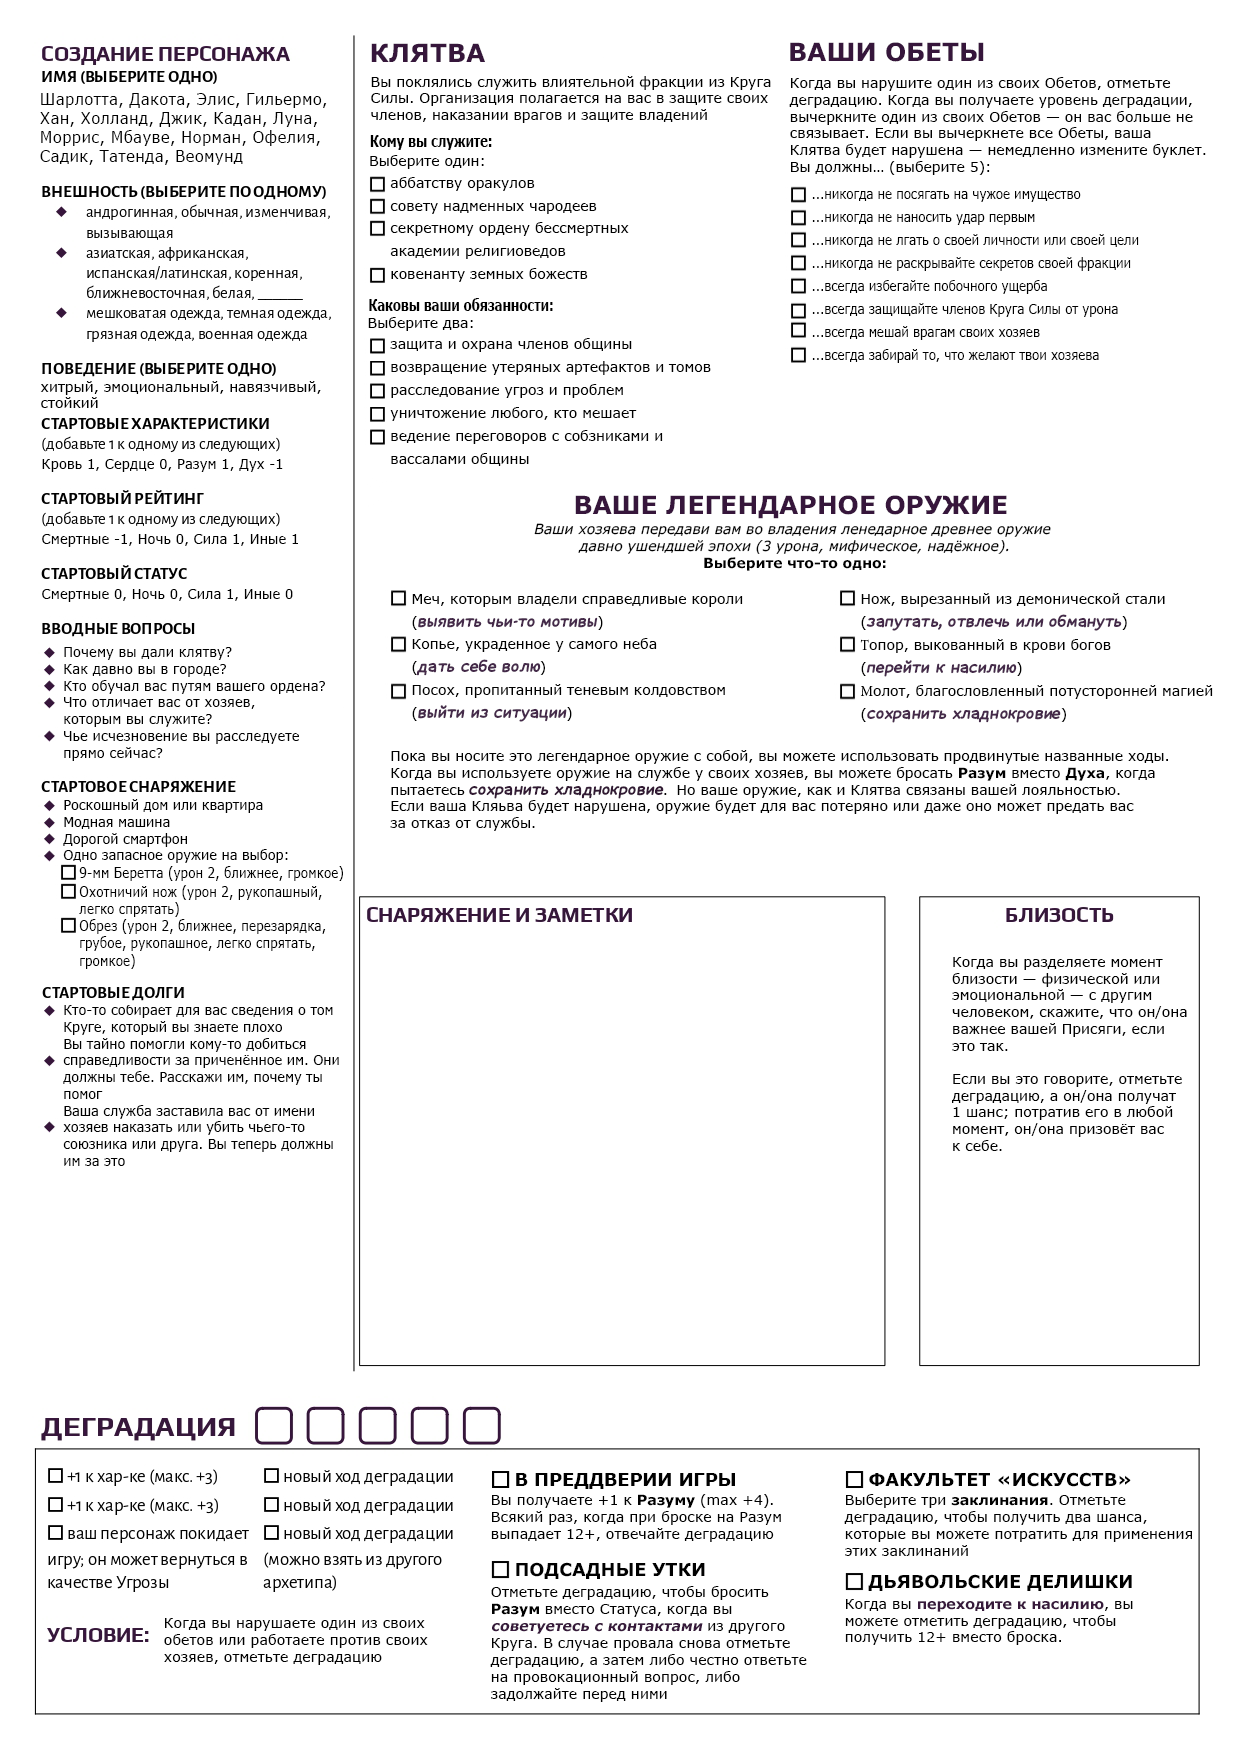 СОЗДАНИЕ ПЕРСОНАЖА
ИМЯ (ВЫБЕРИТЕ ОДНО)
Шарлотта, Дакота, Элис, Гильермо,
Хан, Холланд, Джик, Кадан, Луна,
Моррис, Мбауве, Норман, Офелия,
Садик, Татенда, Веомунд
ВНЕШНОСТЬ (ВЫБЕРИТЕ ПО ОДНОМУ)
◆ андрогинная, обычная, изменчивая,
вызывающая
◆ азиатская, африканская,
испанская/латинская, коренная,
ближневосточная, белая, ______
◆ мешковатая одежда, темная одежда,
грязная одежда, военная одежда
ПОВЕДЕНИЕ (ВЫБЕРИТЕ ОДНО)
хитрый, эмоциональный, навязчивый,
стойкий
СТАРТОВЫЕ ХАРАКТЕРИСТИКИ
(добавьте 1 к одному из следующих)
Кровь 1, Сердце 0, Разум 1, Дух -1
СТАРТОВЫЙ РЕЙТИНГ
(добавьте 1 к одному из следующих)
Смертные -1, Ночь 0, Сила 1, Иные 1
СТАРТОВЫЙ СТАТУС
Смертные 0, Ночь 0, Сила 1, Иные 0
ВВОДНЫЕ ВОПРОСЫ
◆ Почему вы дали клятву?
◆ Как давно вы в городе?
◆ Кто обучал вас путям вашего ордена?
◆ Что отличает вас от хозяев,
которым вы служите?
◆ Чье исчезновение вы расследуете
прямо сейчас?
СТАРТОВОЕ СНАРЯЖЕНИЕ
◆ Роскошный дом или квартира
◆ Модная машина
◆ Дорогой смартфон
◆ Одно запасное оружие на выбор:
9-мм Беретта (урон 2, ближнее, громкое)
Охотничий нож (урон 2, рукопашный,
легко спрятать)
Обрез (урон 2, ближнее, перезарядка,
грубое, рукопашное, легко спрятать,
громкое)
СТАРТОВЫЕ ДОЛГИ
◆ Кто-то собирает для вас сведения о том
Круге, который вы знаете плохо
Вы тайно помогли кому-то добиться
◆ справедливости за приченённое им. Они
должны тебе. Расскажи им, почему ты
помог
Ваша служба заставила вас от имени
◆ хозяев наказать или убить чьего-то
союзника или друга. Вы теперь должны
им за это
КЛЯТВА
Вы поклялись служить влиятельной фракции из Круга
Силы. Организация полагается на вас в защите своих
членов, наказании врагов и защите владений
Кому вы служите:
Выберите один:
аббатству оракулов
совету надменных чародеев
секретному ордену бессмертных
академии религиоведов
ковенанту земных божеств
Каковы ваши обязанности:
Выберите два:
защита и охрана членов общины
возвращение утеряных артефактов и томов
расследование угроз и проблем
уничтожение любого, кто мешает
ведение переговоров с собзниками и
вассалами общины
ВАШИ ОБЕТЫ
Когда вы нарушите один из своих Обетов, отметьте
деградацию. Когда вы получаете уровень деградации,
вычеркните один из своих Обетов — он вас больше не
связывает. Если вы вычеркнете все Обеты, ваша
Клятва будет нарушена — немедленно измените буклет.
Вы должны... (выберите 5):
...никогда не посягать на чужое имущество
...никогда не наносить удар первым
...никогда не лгать о своей личности или своей цели
...никогда не раскрывайте секретов своей фракции
...всегда избегайте побочного ущерба
...всегда защищайте членов Круга Силы от урона
...всегда мешай врагам своих хозяев
...всегда забирай то, что желают твои хозяева
ВАШЕ ЛЕГЕНДАРНОЕ ОРУЖИЕ
Ваши хозяева передави вам во владения ленедарное древнее оружие
давно ушендшей эпохи (3 урона, мифическое, надёжное).
Выберите что-то одно:
Меч, которым владели справедливые короли
(выявить чьи-то мотивы)
Копье, украденное у самого неба
(дать себе волю)
Посох, пропитанный теневым колдовством
(выйти из ситуации)
Нож, вырезанный из демонической стали
(запутать, отвлечь или обмануть)
Топор, выкованный в крови богов
(перейти к насилию)
Молот, благословленный потусторонней магией
(сохранить хладнокровие)
Пока вы носите это легендарное оружие с собой, вы можете использовать продвинутые названные ходы.
Когда вы используете оружие на службе у своих хозяев, вы можете бросать Разум вместо Духа, когда
пытаетесь сохранить хладнокровие. Но ваше оружие, как и Клятва связаны вашей лояльностью.
Если ваша Кляьва будет нарушена, оружие будет для вас потеряно или даже оно может предать вас
за отказ от службы.
СНАРЯЖЕНИЕ И ЗАМЕТКИ
БЛИЗОСТЬ
Когда вы разделяете момент
близости — физической или
эмоциональной — с другим
человеком, скажите, что он/она
важнее вашей Присяги, если
это так.
Если вы это говорите, отметьте
деградацию, а он/она получат
1 шанс; потратив его в любой
момент, он/она призовёт вас
к себе.
ДЕГРАДАЦИЯ
+1 к хар-ке (макс. +3)
+1 к хар-ке (макс. +3)
ваш персонаж покидает
игру; он может вернуться в
качестве Угрозы
новый ход деградации
новый ход деградации
новый ход деградации
(можно взять из другого
архетипа)
УСЛОВИЕ:
Когда вы нарушаете один из своих
обетов или работаете против своих
хозяев, отметьте деградацию
В ПРЕДДВЕРИИ ИГРЫ
Вы получаете +1 к Разуму (max +4).
Всякий раз, когда при броске на Разум
выпадает 12+, отвечайте деградацию
ПОДСАДНЫЕ УТКИ
Отметьте деградацию, чтобы бросить
Разум вместо Статуса, когда вы
советуетесь с контактами из другого
Круга. В случае провала снова отметьте
деградацию, а затем либо честно ответьте
на провокационный вопрос, либо
задолжайте перед ними
ФАКУЛЬТЕТ «ИСКУССТВ»
Выберите три заклинания. Отметьте
деградацию, чтобы получить два шанса,
которые вы можете потратить для применения
этих заклинаний
ДЬЯВОЛЬСКИЕ ДЕЛИШКИ
Когда вы переходите к насилию, вы
можете отметить деградацию, чтобы
получить 12+ вместо броска.